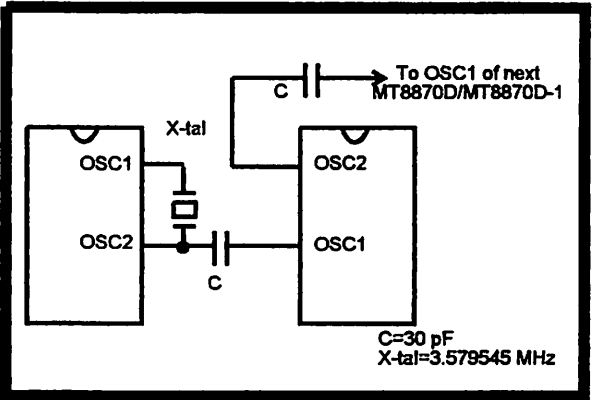 To OSC1 of next
MT8870D/MT8870D-1
C
X-tal
OSC1
OSC2
OSC2
OSC1
C
C=30 pF
X-tal=3.579545 MHz